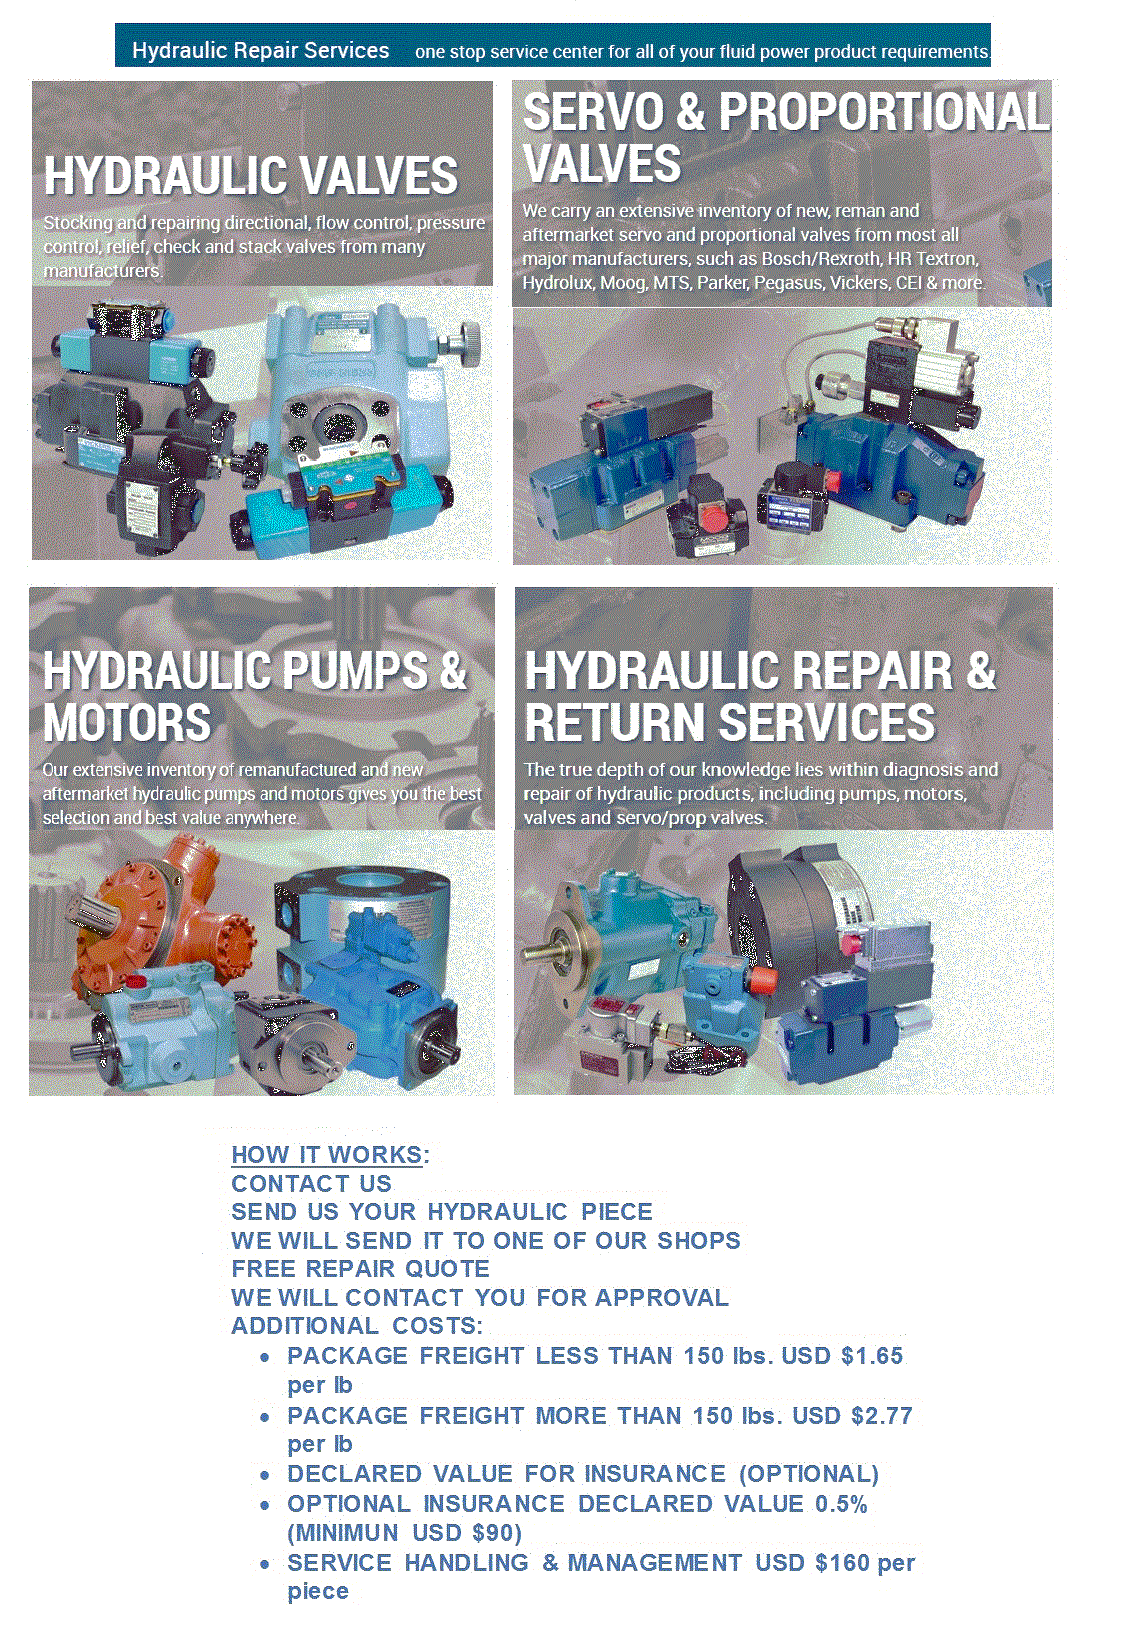 Hydraulic Repair Services one stop service center for all of your fluid power product requirements.
HYDRAULIC VALVES
Stocking and repairing directional, flow control, pressure
control, relief, check and stack valves from many
manufacturers.
SERVO & PROPORTIONAL
VALVES
We carry an extensive inventory of new, reman and
aftermarket servo and proportional valves from most all
major manufacturers, such as Bosch/Rexroth, HR Textron,
Hydrolux, Moog, MTS, Parker, Pegasus, Vickers, CEI & more.
HYDRAULIC PUMPS &
MOTORS
Our extensive inventory of remanufactured and new
aftermarket hydraulic pumps and motors gives you the best
selection and best value anywhere.
HYDRAULIC REPAIR &
RETURN SERVICES
The true depth of our knowledge lies within diagnosis and
repair of hydraulic products, including pumps, motors,
valves and servo/prop valves.
HOW IT WORKS:
CONTACT US
SEND US YOUR HYDRAULIC PIECE
WE WILL SEND IT TO ONE OF OUR SHOPS
FREE REPAIR QUOTE
WE WILL CONTACT YOU FOR APPROVAL
ADDITIONAL COSTS:
• PACKAGE FREIGHT LESS THAN 150 lbs. USD $1.65
per lb
• PACKAGE FREIGHT MORE THAN 150 lbs. USD $2.77
per lb
• DECLARED VALUE FOR INSURANCE (OPTIONAL)
• OPTIONAL INSURANCE DECLARED VALUE 0.5%
(MINIMUN USD $90)
• SERVICE HANDLING & MANAGEMENT USD $160 per
piece